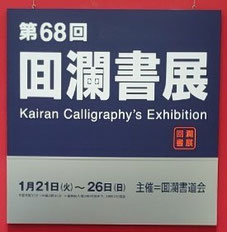 第68回
回瀾書展
Kairan Calligraphy's Exhibition
1月21日(火)～26日(日)
主催=回瀾書道会